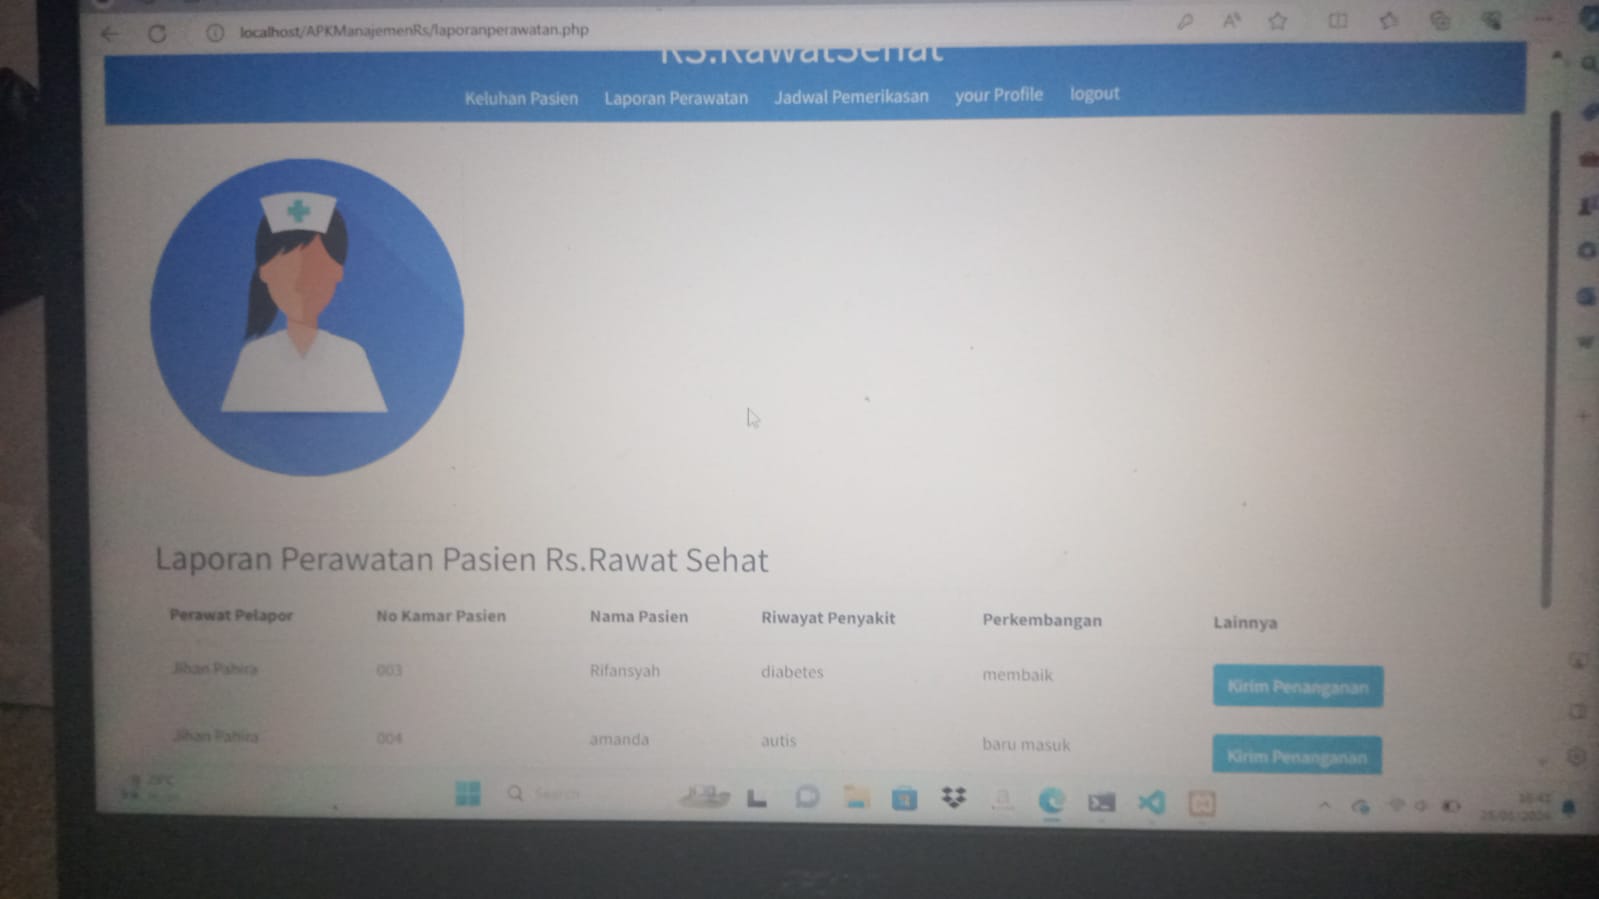 localhost/APKManajemenRs/laporanperawatan.php
RS.RawatSehat
Keluhan Pasien Laporan Perawatan Jadwal Pemerikasan your Profile logout
Laporan Perawatan Pasien Rs.Rawat Sehat
Perawat Pelapor No Kamar Pasien Nama Pasien Riwayat Penyakit Perkembangan Lainnya
Jihan Pahira 003 Rifansyah diabetes membaik Kirim Penanganan
Jihan Pahira 004 amanda autis baru masuk Kirim Penanganan
Search